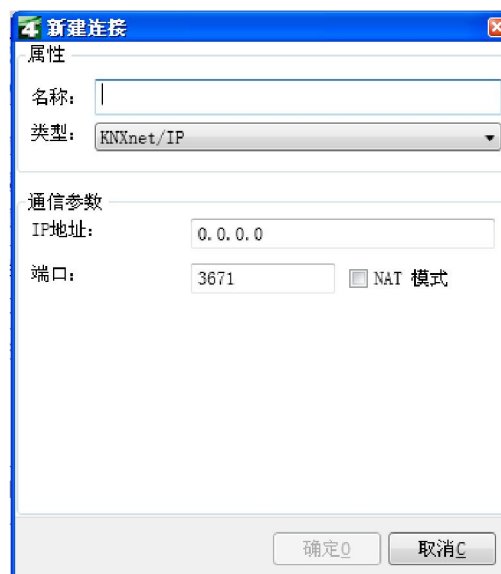 4 新建连接
属性
名称：
类型： KNXnet/IP
通信参数
IP地址： 0.0.0.0
端口： 3671 NAT 模式
确定O 取消C